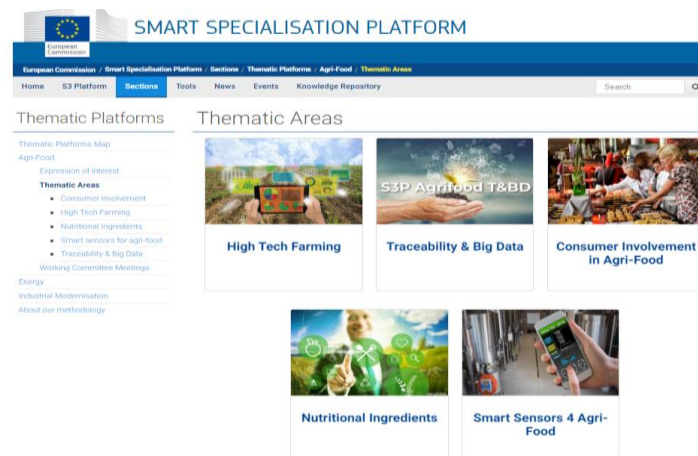 SMART SPECIALISATION PLATFORM
European
Commission
European Commission / Smart Specialisation Platform / Sections / Thematic Platforms / Agri-Food / Thematic Areas
Home S3 Platform Sections Tools News Events Knowledge Repository Search
Thematic Platforms
Thematic Platforms Map
Agri-Food
Expression of interest
Thematic Areas
Consumer Involvement
High Tech Farming
Nutritional Ingredients
Smart sensors for agri-food
Traceability & Big Data
Working Committee Meetings
Energy
Industrial Modernisation
About our methodology
Thematic Areas
S3P Agrifood T&BD
High Tech Farming
Traceability & Big Data
Consumer Involvement
in Agri-Food
Nutritional Ingredients
Smart Sensors 4 Agri-
Food